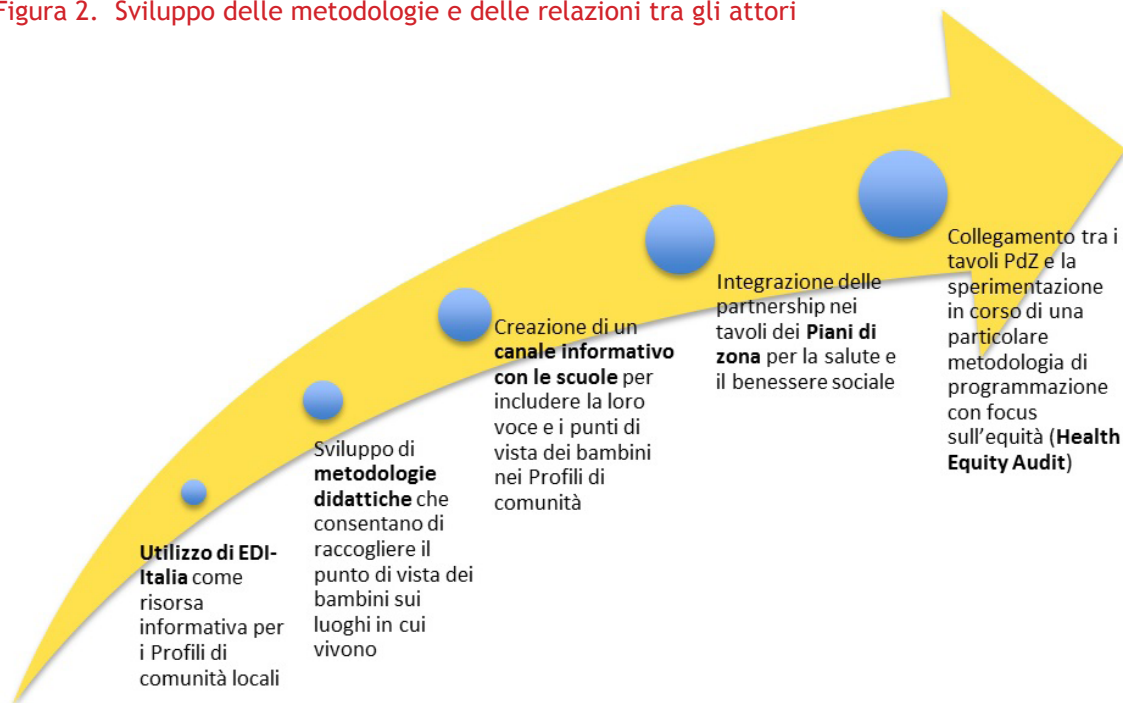 Figura 2. Sviluppo delle metodologie e delle relazioni tra gli attori
Utilizzo di EDI-
Italia come
risorsa
informativa per
i Profili di
comunità locali
Sviluppo di
metodologie
didattiche che
consentano di
raccogliere il
punto di vista dei
bambini sui
luoghi in cui
vivono
Creazione di un
canale informativo
con le scuole per
includere la loro
voce e i punti di
vista dei bambini
nei Profili di
comunità
Integrazione delle
partnership nei
tavoli dei Piani di
zona per la salute e
il benessere sociale
Collegamento tra i
tavoli PdZ e la
sperimentazione
in corso di una
particolare
metodologia di
programmazione
con focus
sull'equità (Health
Equity Audit)